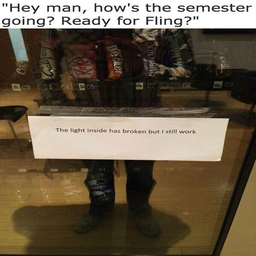 "Hey man, how's the semester
going? Ready for Fling?"
The light inside has broken but I still work